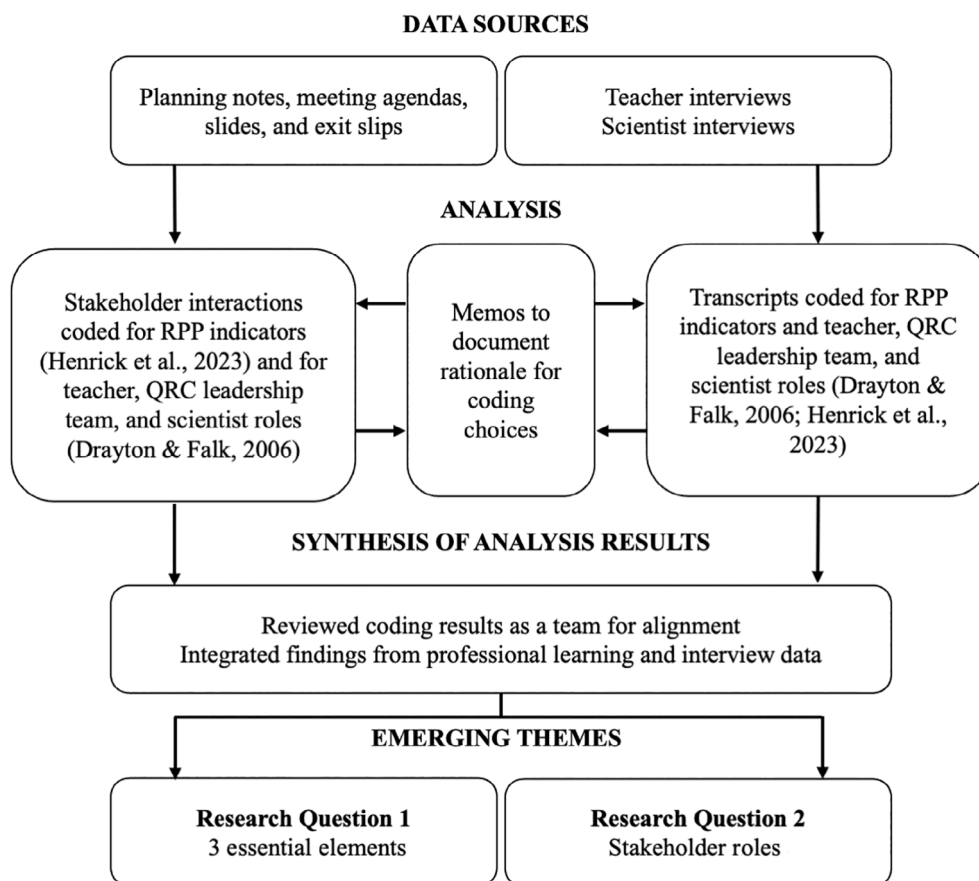 DATA SOURCES
Planning notes, meeting agendas,
slides, and exit slips
Teacher interviews
Scientist interviews
ANALYSIS
Stakeholder interactions
coded for RPP indicators
(Henrick et al., 2023) and for
teacher, QRC leadership
team, and scientist roles
(Drayton & Falk, 2006)
Memos to
document
rationale for
coding
choices
Transcripts coded for RPP
indicators and teacher, QRC
leadership team, and
scientist roles (Drayton &
Falk, 2006; Henrick et al.,
2023)
SYNTHESIS OF ANALYSIS RESULTS
Reviewed coding results as a team for alignment
Integrated findings from professional learning and interview data
EMERGING THEMES
Research Question 1
3 essential elements
Research Question 2
Stakeholder roles